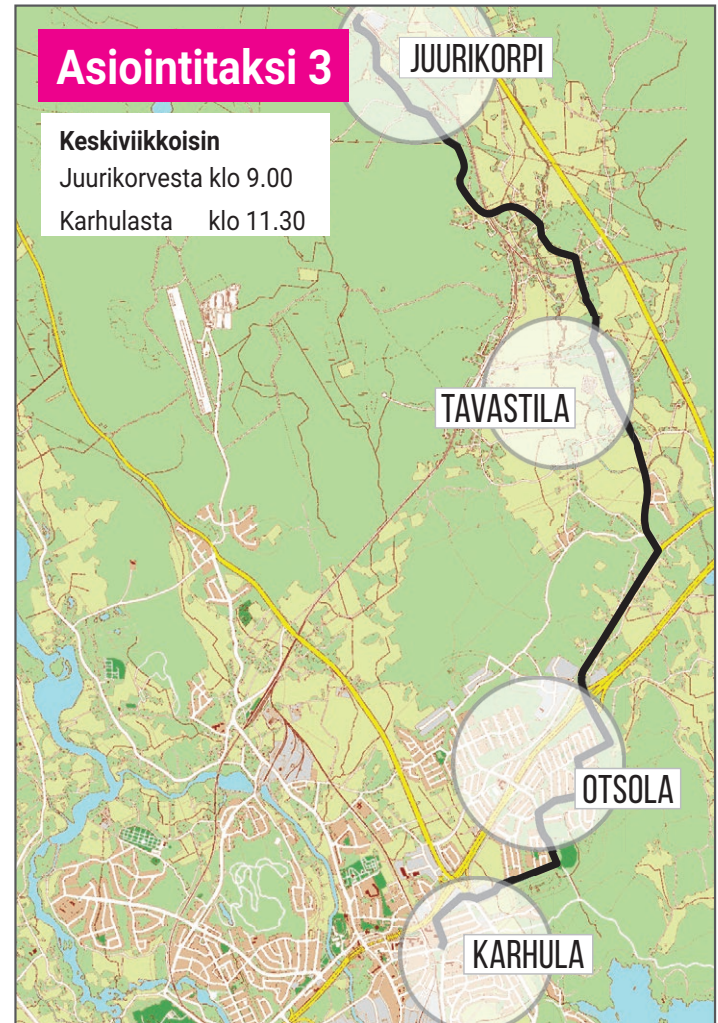 Asiointitaksi 3
Keskiviikkoisin
Juurikorvesta klo 9.00
Karhulasta klo 11.30
JUURIKORPI
TAVASTILA
OTSOLA
KARHULA